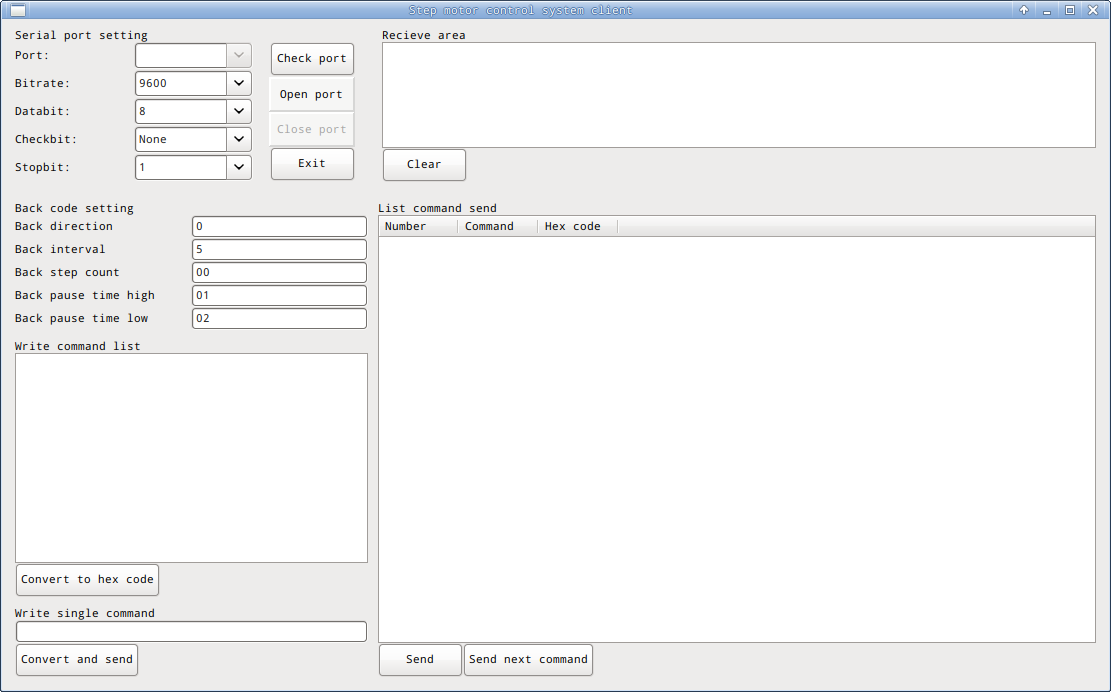 Step motor control system client
Serial port setting
Port:
Bitrate: 9600
Databit: 8
Checkbit: None
Stopbit: 1
Check port
Open port
Close port
Exit
Recieve area
Clear
Back code setting
Back direction 0
Back interval 5
Back step count 00
Back pause time high 01
Back pause time low 02
Write command list
Convert to hex code
Write single command
Convert and send
List command send
Number Command Hex code
Send Send next command